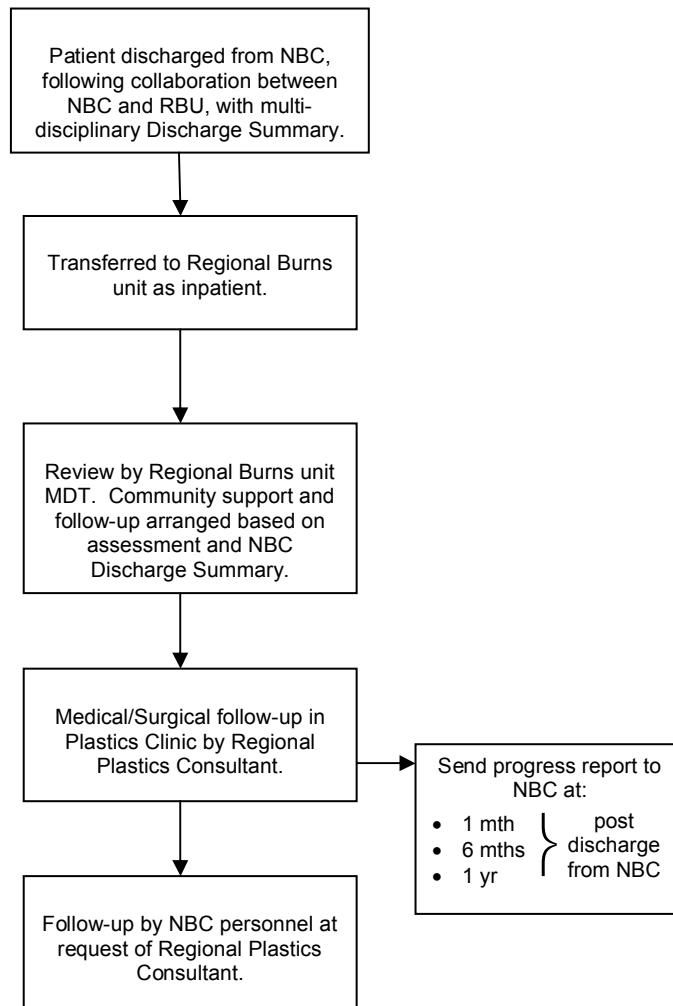 Patient discharged from NBC,
following collaboration between
NBC and RBU, with multi-
disciplinary Discharge Summary.
Transferred to Regional Burns
unit as inpatient.
Review by Regional Burns unit
MDT.  Community support and
follow-up arranged based on
assessment and NBC
Discharge Summary.
Medical/Surgical follow-up in
Plastics Clinic by Regional
Plastics Consultant.
Send progress report to
NBC at:
• 1 mth
• 6 mths
• 1 yr
post
discharge
from NBC
Follow-up by NBC personnel at
request of Regional Plastics
Consultant.